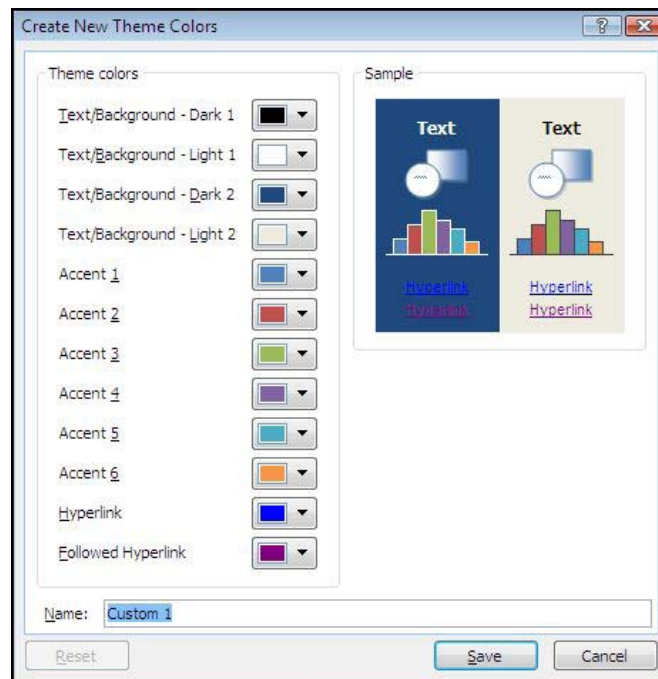 Create New Theme Colors
Theme colors
Text/Background - Dark 1
Text/Background - Light 1
Text/Background - Dark 2
Text/Background - Light 2
Accent 1
Accent 2
Accent 3
Accent 4
Accent 5
Accent 6
Hyperlink
Followed Hyperlink
Sample
Text Text
Hyperlink Hyperlink
Hyperlink Hyperlink
Name: Custom 1
Reset Save Cancel